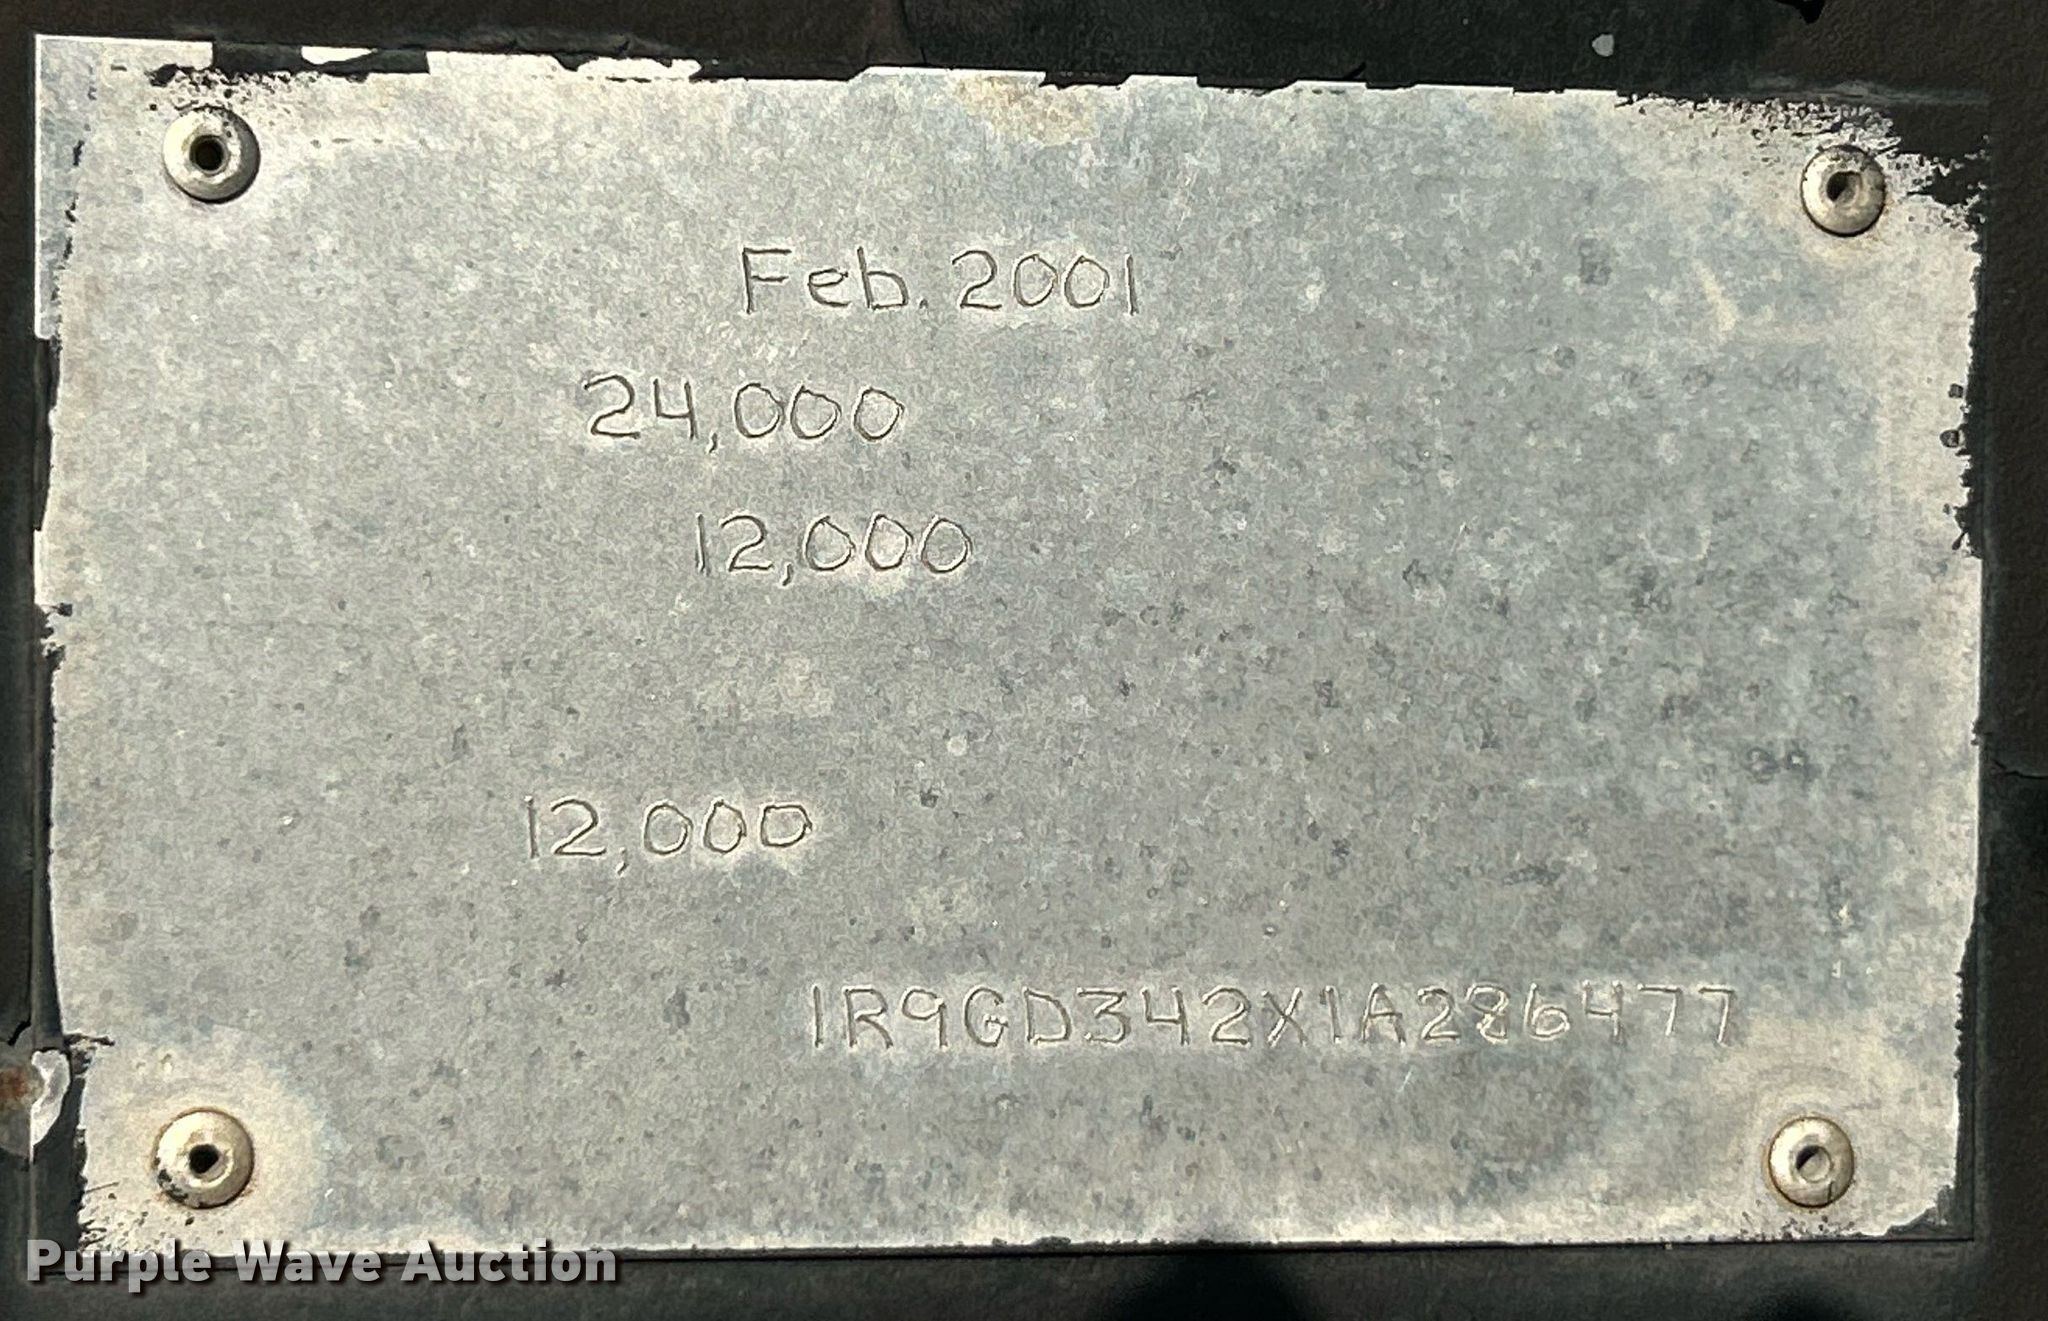 Feb. 2001
24,000
12,000
12,000
1R9GD342X1A286477
Purple Wave Auction